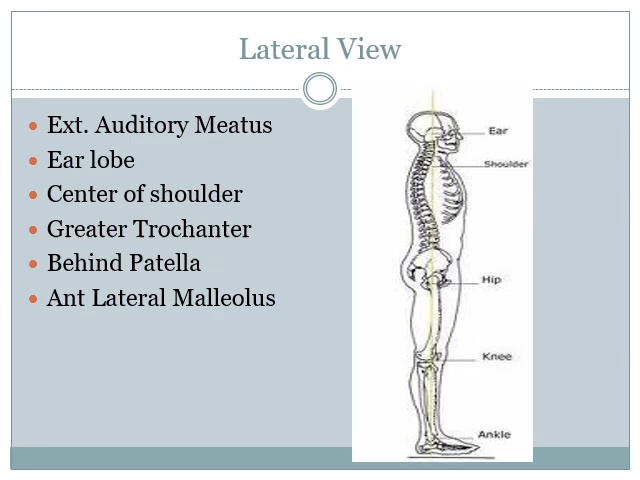 Lateral View
Ext. Auditory Meatus
Ear lobe
Center of shoulder
Greater Trochanter
Behind Patella
Ant Lateral Malleolus
Ear
Shoulder
Hip
Knee
Ankle